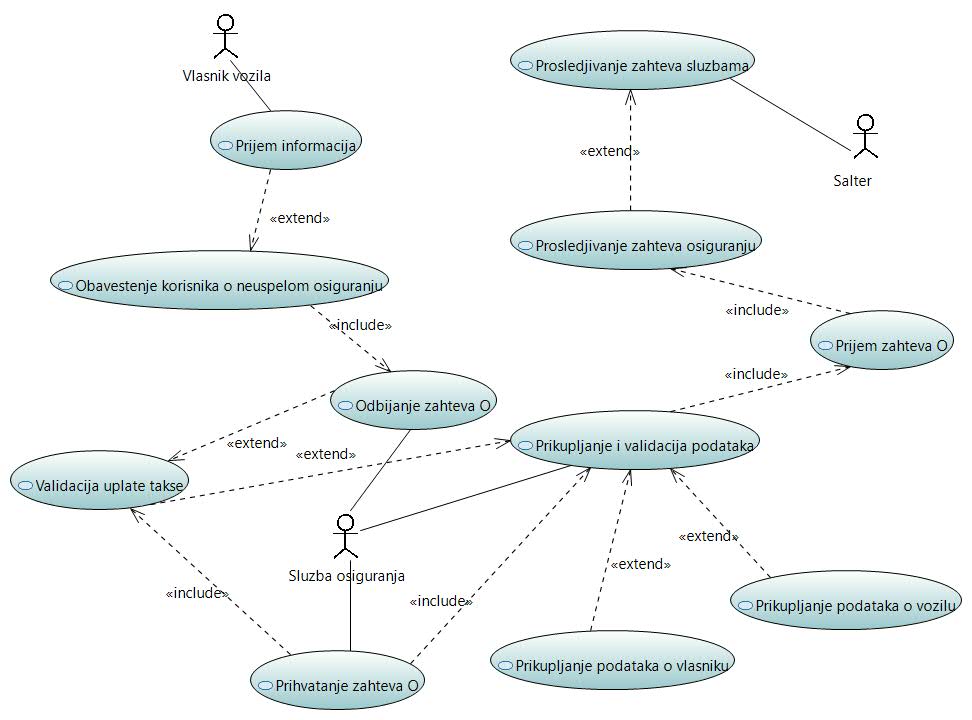 Vlasnik vozila
Prosledjivanje zahteva sluzbama
Prijem informacija
«extend»
Salter
«extend»
Prosledjivanje zahteva osiguranju
Obavestenje korisnika o neuspelom osiguranju
«include»
«include»
Prijem zahteva O
«include»
Odbijanje zahteva O
«extend»
«extend»
Prikupljanje i validacija podataka
Validacija uplate takse
«extend»
«extend»
Sluzba osiguranja
«include»
«include»
Prikupljanje podataka o vozilu
Prikupljanje podataka o vlasniku
Prihvatanje zahteva O